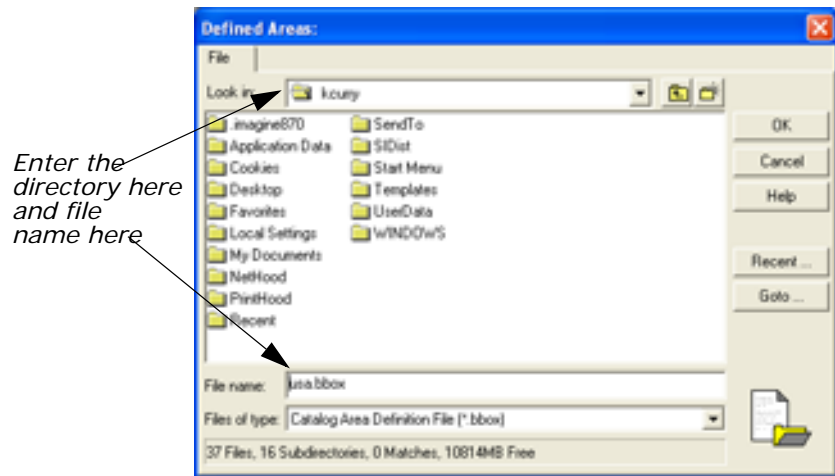 Defined Areas:
File
Look in: kcurry
.imagine870 SendTo
Application Data SIDist
Cookies Start Menu
Desktop Templates
Favorites UserData
Local Settings WINDOWS
My Documents
NetHood
PrintHood
Recent
OK
Cancel
Help
Recent ...
Goto ...
Enter the
directory here
and file
name here
File name: usa.bbox
Files of type: Catalog Area Definition File (*.bbox)
37 Files, 16 Subdirectories, 0 Matches, 10814MB Free